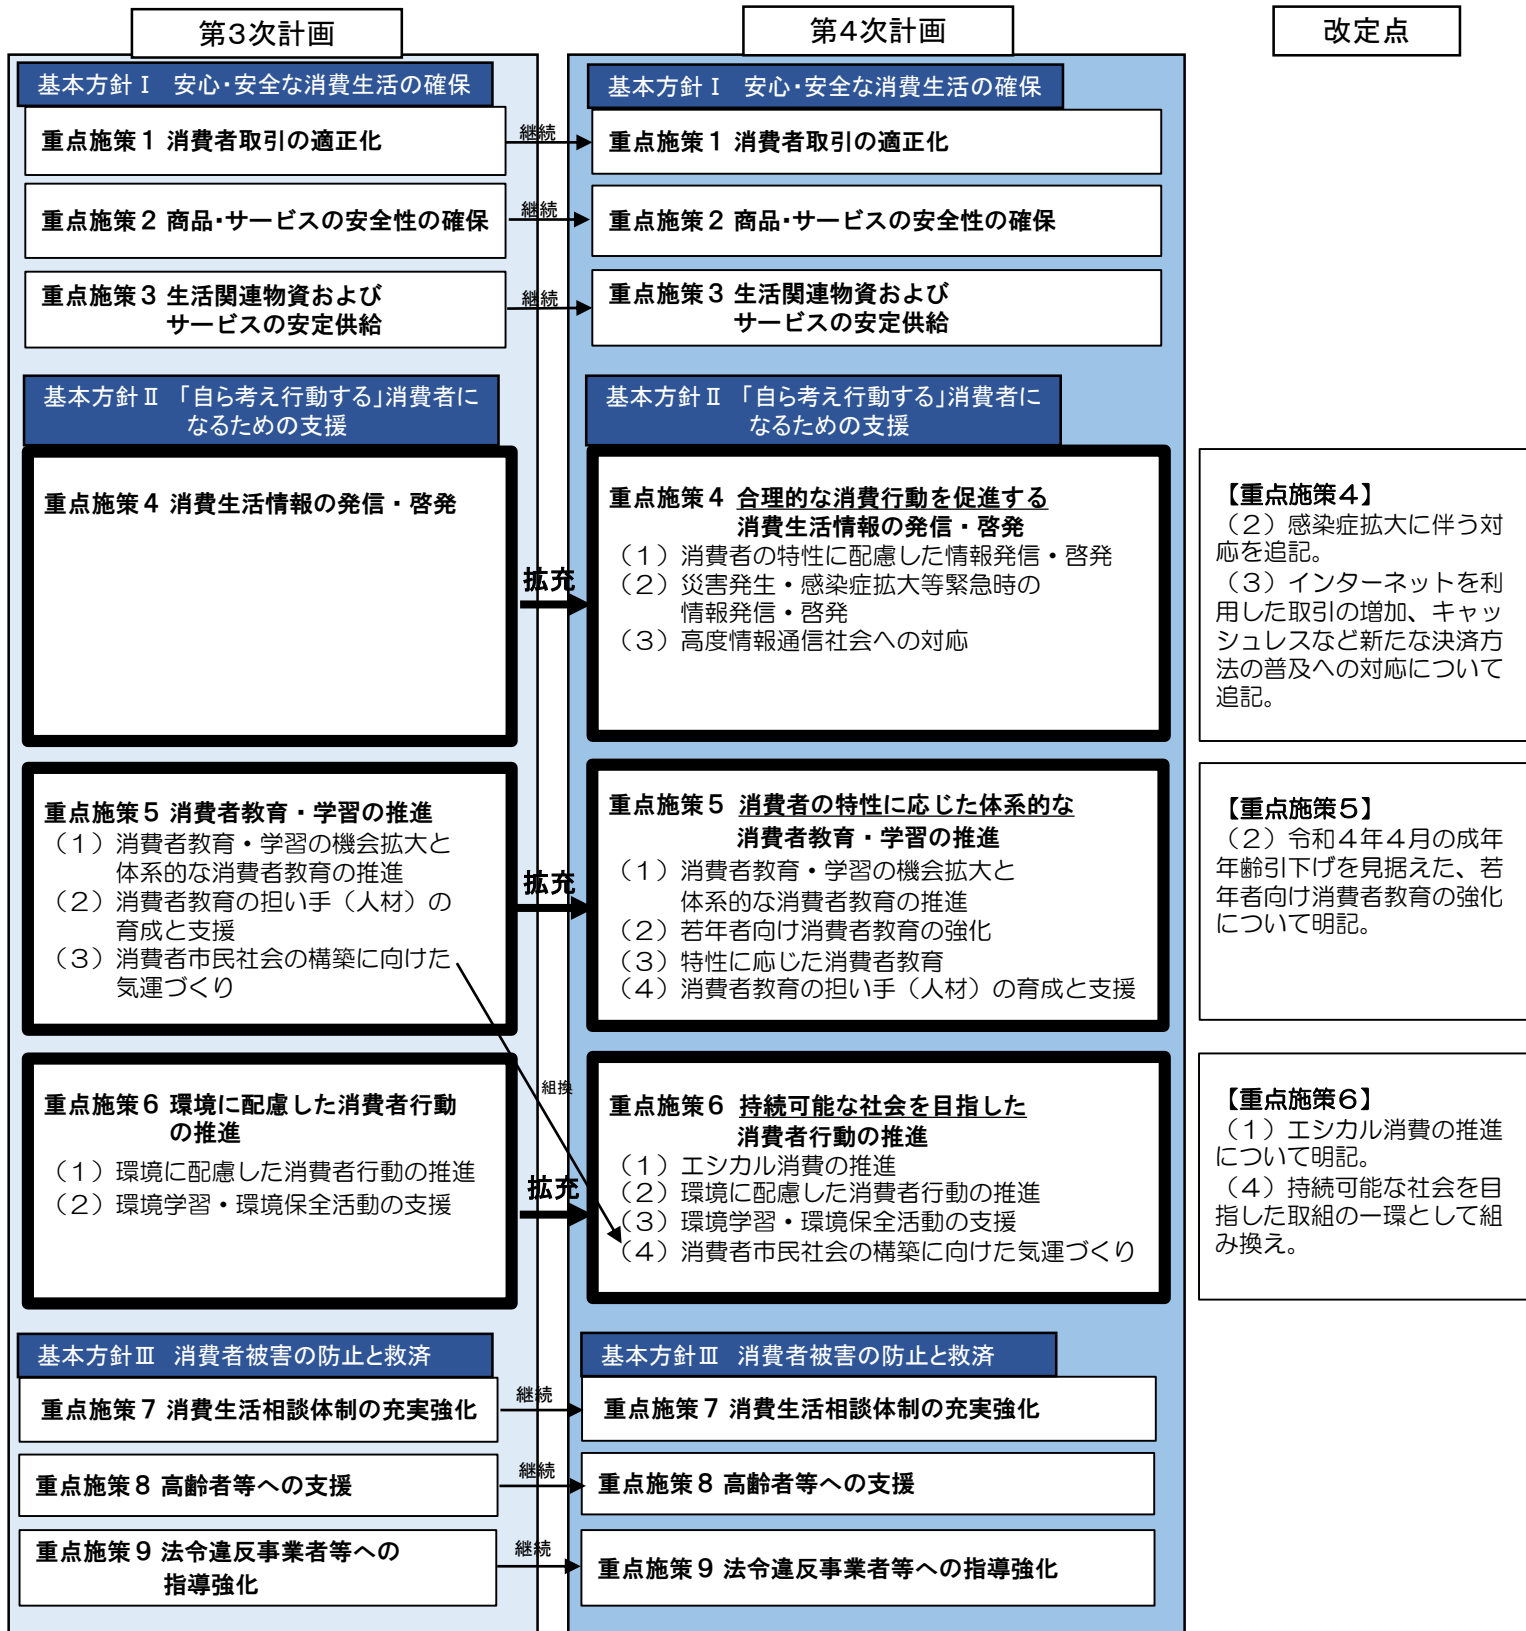 第3次計画
基本方針Ⅰ　安心・安全な消費生活の確保
重点施策1 消費者取引の適正化
重点施策2 商品・サービスの安全性の確保
重点施策3 生活関連物資および
サービスの安定供給
基本方針Ⅱ 「自ら考え行動する」消費者に
なるための支援
重点施策4 消費生活情報の発信・啓発
重点施策5 消費者教育・学習の推進
（1）消費者教育・学習の機会拡大と
体系的な消費者教育の推進
（2）消費者教育の担い手（人材）の
育成と支援
（3）消費者市民社会の構築に向けた
気運づくり
重点施策6 環境に配慮した消費者行動
の推進
（1）環境に配慮した消費者行動の推進
（2）環境学習・環境保全活動の支援
基本方針Ⅲ　消費者被害の防止と救済
重点施策7 消費生活相談体制の充実強化
重点施策8 高齢者等への支援
重点施策9 法令違反事業者等への
指導強化
継続
継続
継続
拡充
拡充
組換
拡充
継続
継続
継続
第4次計画
基本方針Ⅰ　安心・安全な消費生活の確保
重点施策1 消費者取引の適正化
重点施策2 商品・サービスの安全性の確保
重点施策3 生活関連物資および
サービスの安定供給
基本方針Ⅱ 「自ら考え行動する」消費者に
なるための支援
重点施策4 合理的な消費行動を促進する
消費生活情報の発信・啓発
（1）消費者の特性に配慮した情報発信・啓発
（2）災害発生・感染症拡大等緊急時の
情報発信・啓発
（3）高度情報通信社会への対応
重点施策5 消費者の特性に応じた体系的な
消費者教育・学習の推進
（1）消費者教育・学習の機会拡大と
体系的な消費者教育の推進
（2）若年者向け消費者教育の強化
（3）特性に応じた消費者教育
（4）消費者教育の担い手（人材）の育成と支援
重点施策6 持続可能な社会を目指した
消費者行動の推進
（1）エシカル消費の推進
（2）環境に配慮した消費者行動の推進
（3）環境学習・環境保全活動の支援
（4）消費者市民社会の構築に向けた気運づくり
基本方針Ⅲ　消費者被害の防止と救済
重点施策7 消費生活相談体制の充実強化
重点施策8 高齢者等への支援
重点施策9 法令違反事業者等への指導強化
改定点
【重点施策4】
（2）感染症拡大に伴う対
応を追記。
（3）インターネットを利
用した取引の増加、キャッ
シュレスなど新たな決済方
法の普及への対応について
追記。
【重点施策5】
（2）令和4年4月の成年
年齢引下げを見据えた、若
年者向け消費者教育の強化
について明記。
【重点施策6】
（1）エシカル消費の推進
について明記。
（4）持続可能な社会を目
指した取組の一環として組
み換え。